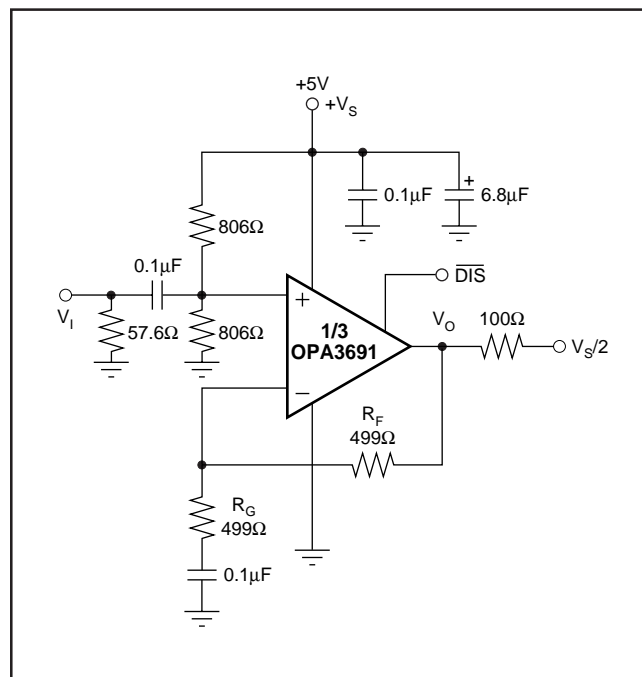 +5V
+V_S
0.1μF
+
6.8μF
806Ω
0.1μF
V_I
57.6Ω
806Ω
+
1/3
OPA3691
−
D̅I̅S̅
V_O
100Ω
V_S/2
R_F
499Ω
R_G
499Ω
0.1μF